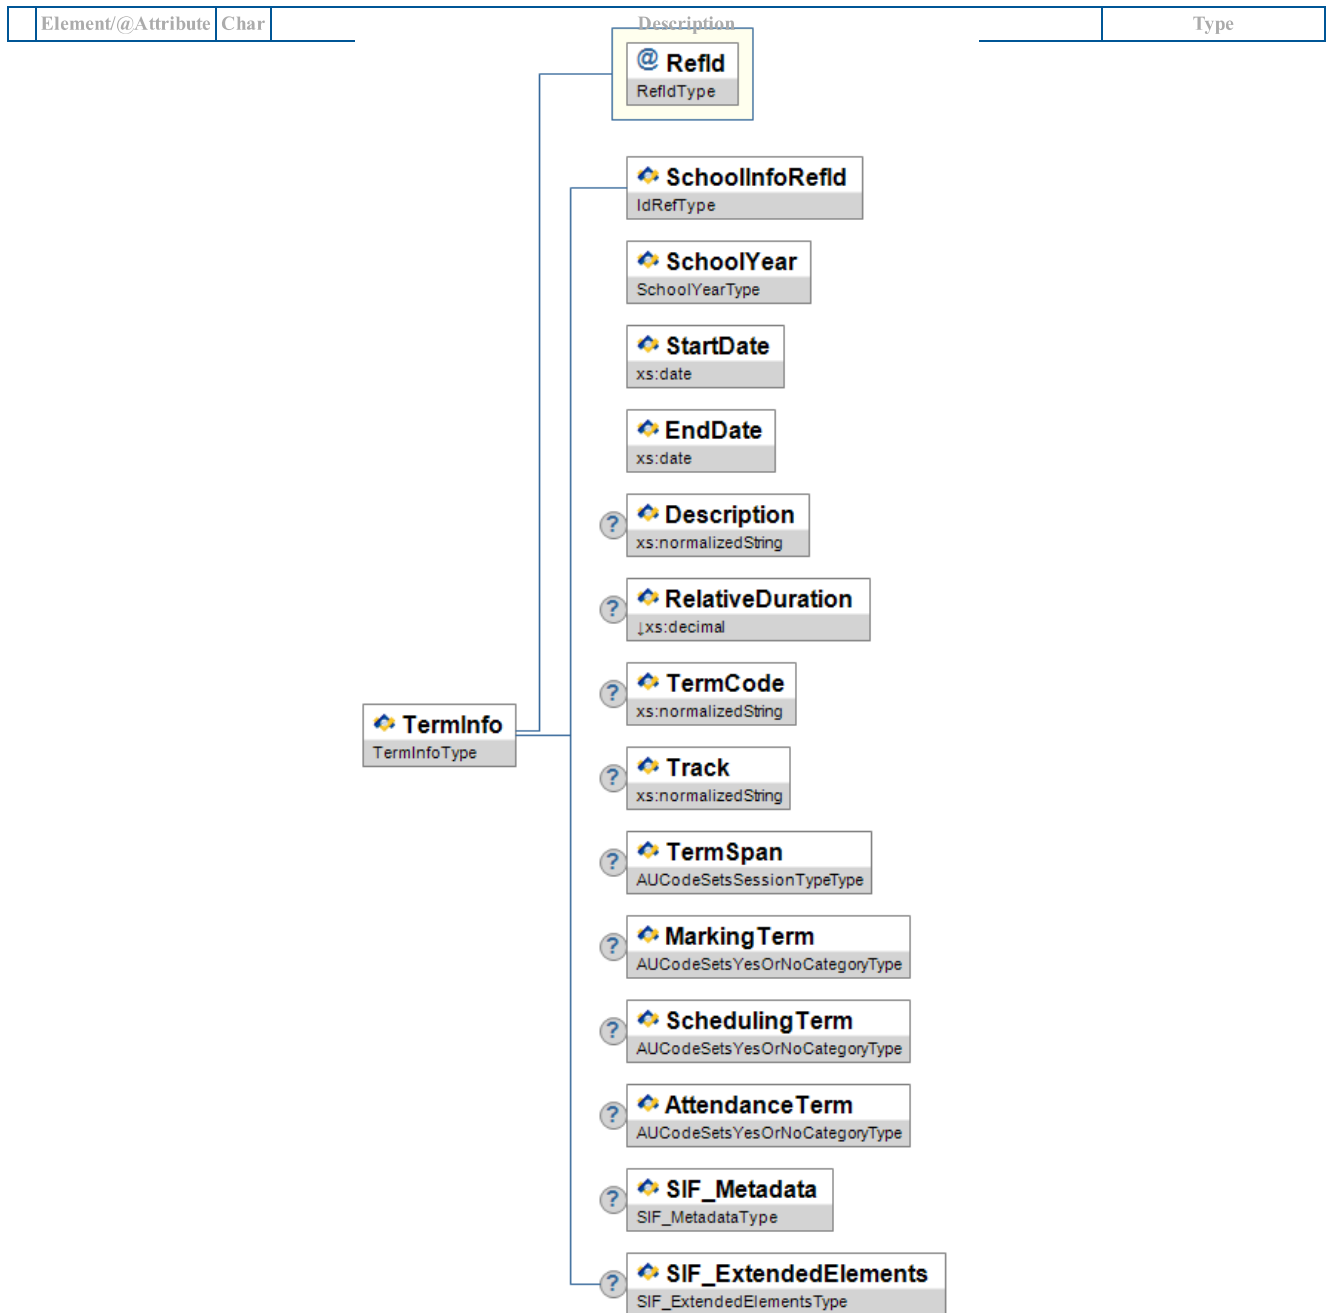 Element/@Attribute Char Description Type
@ RefId
RefIdType
SchoolInfoRefId
IdRefType
SchoolYear
SchoolYearType
StartDate
xs:date
EndDate
xs:date
? Description
xs:normalizedString
? RelativeDuration
↓xs:decimal
? TermCode
xs:normalizedString
TermInfo
TermInfoType
? Track
xs:normalizedString
? TermSpan
AUCodeSetsSessionTypeType
? MarkingTerm
AUCodeSetsYesOrNoCategoryType
? SchedulingTerm
AUCodeSetsYesOrNoCategoryType
? AttendanceTerm
AUCodeSetsYesOrNoCategoryType
? SIF_Metadata
SIF_MetadataType
? SIF_ExtendedElements
SIF_ExtendedElementsType